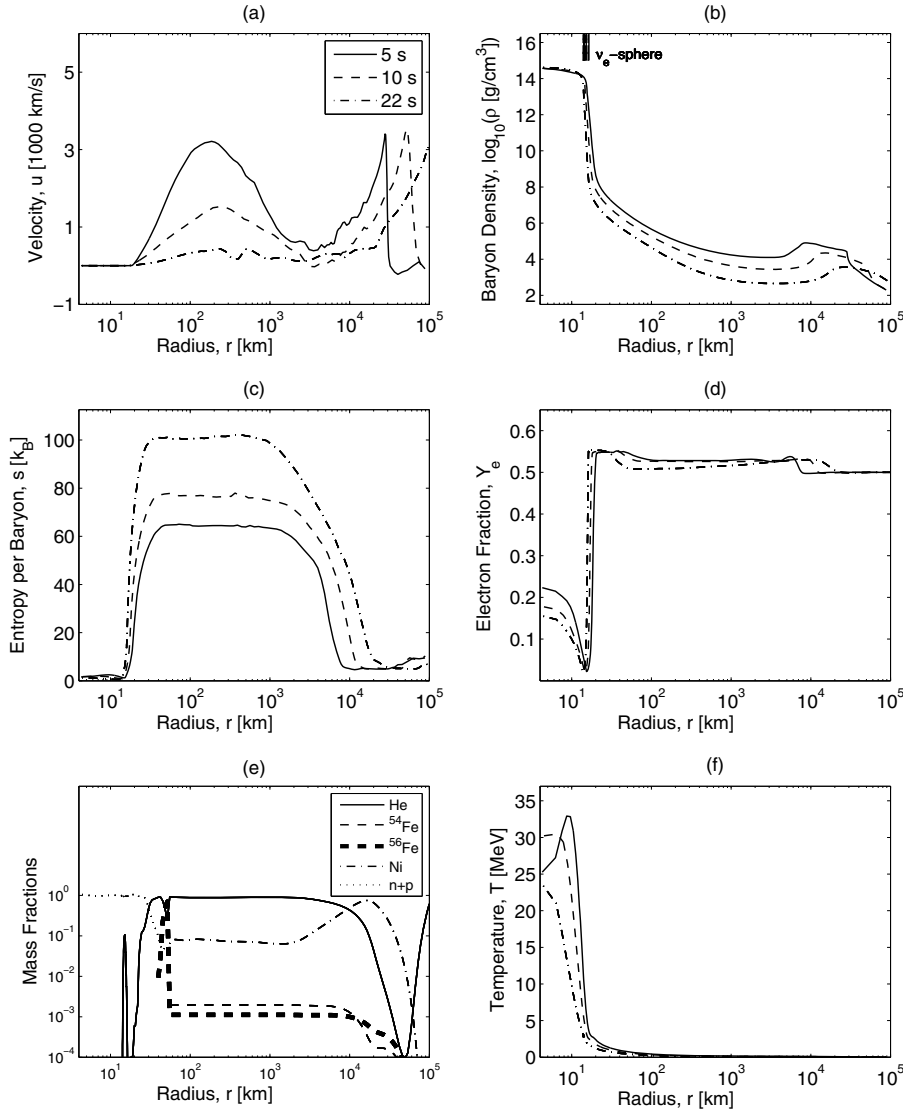 (a)
Velocity, u [1000 km/s]
5
3
1
−1
5 s
10 s
22 s
10^1 10^2 10^3 10^4 10^5
Radius, r [km]
(b)
Baryon Density, log_10(ρ [g/cm^3])
16
14
12
10
8
6
4
2
ν_e−sphere
10^1 10^2 10^3 10^4 10^5
Radius, r [km]
(c)
Entropy per Baryon, s [k_B]
100
80
60
40
20
0
10^1 10^2 10^3 10^4 10^5
Radius, r [km]
(d)
Electron Fraction, Y_e
0.6
0.5
0.4
0.3
0.2
0.1
10^1 10^2 10^3 10^4 10^5
Radius, r [km]
(e)
Mass Fractions
10^0
10^−1
10^−2
10^−3
10^−4
He
^54Fe
^56Fe
Ni
n+p
10^1 10^2 10^3 10^4 10^5
Radius, r [km]
(f)
Temperature, T [MeV]
35
30
25
20
15
10
5
0
10^1 10^2 10^3 10^4 10^5
Radius, r [km]